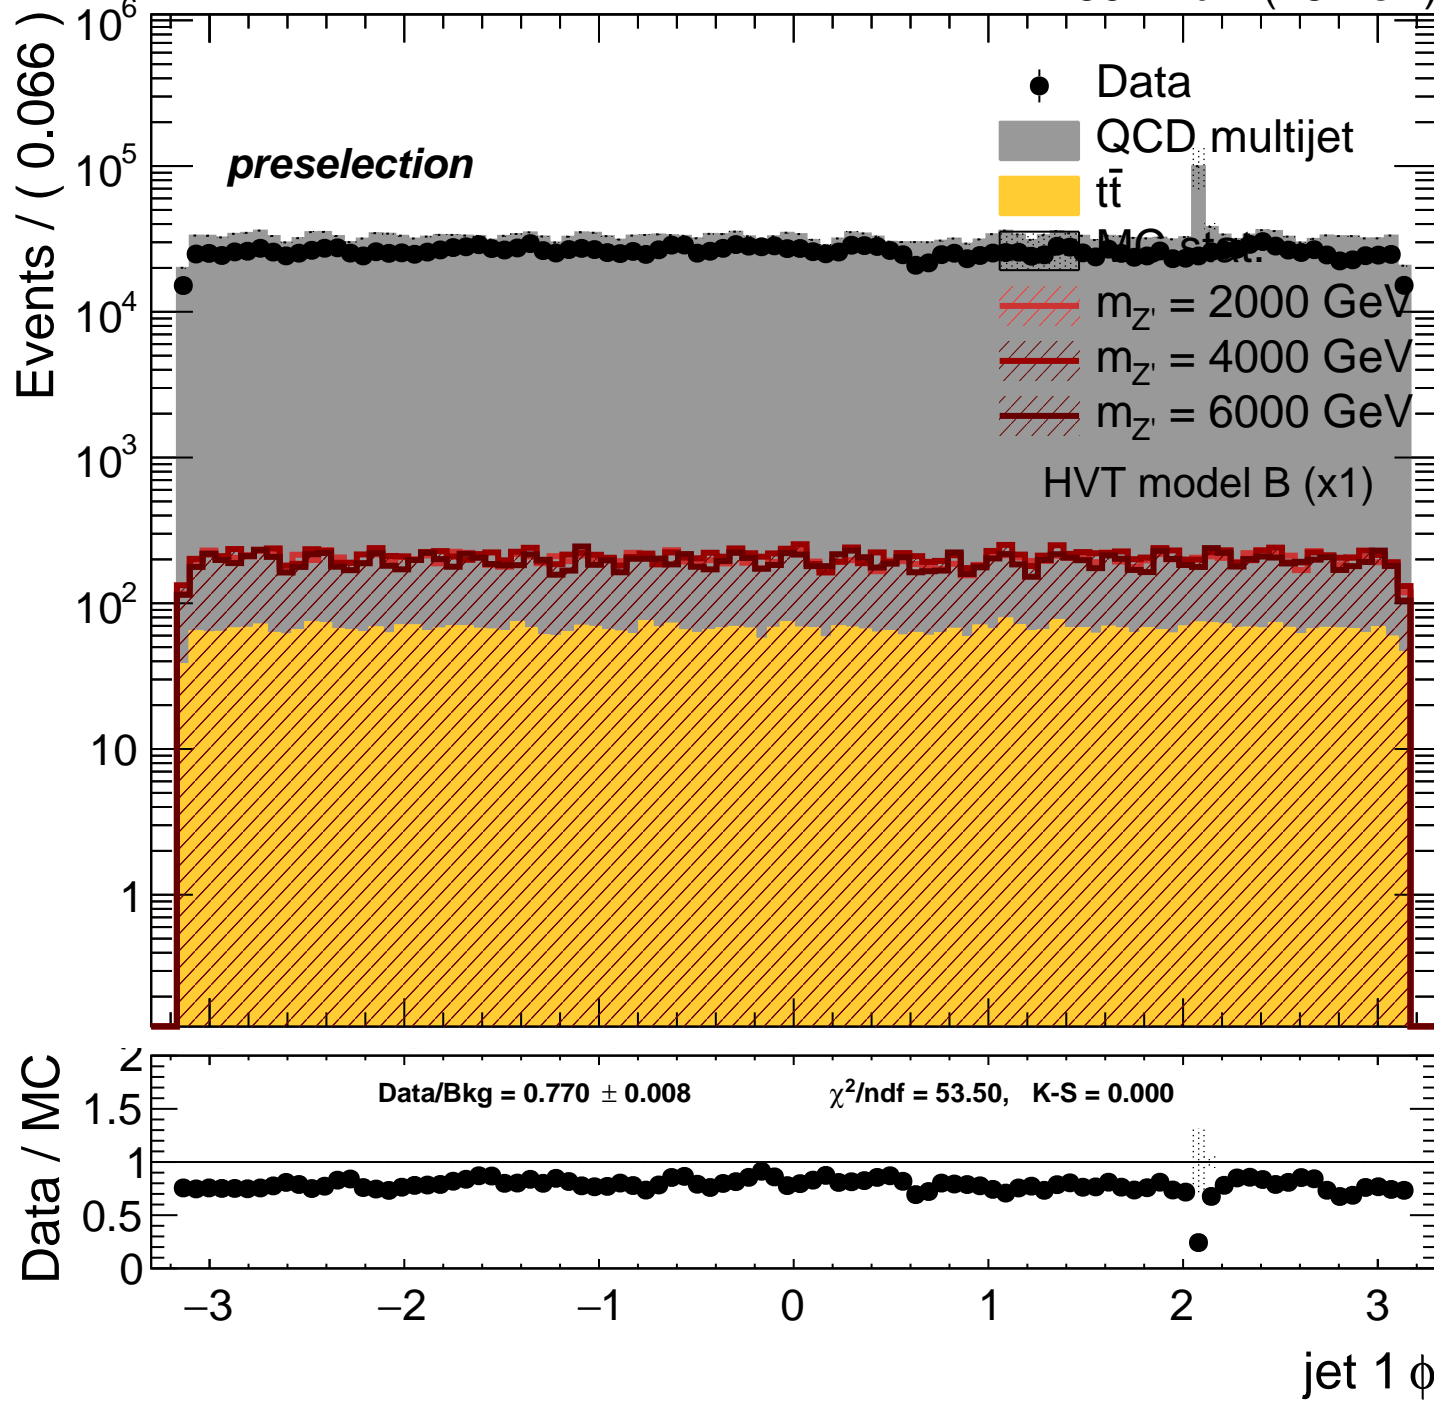 Events / ( 0.066 )
10^6
10^5
10^4
10^3
10^2
10
1
preselection
Data
QCD multijet
tt̄
MC stat.
m_Z' = 2000 GeV
m_Z' = 4000 GeV
m_Z' = 6000 GeV
HVT model B (x1)
Data / MC
2
1.5
1
0.5
0
Data/Bkg = 0.770 ± 0.008
χ²/ndf = 53.50, K-S = 0.000
−3
−2
−1
0
1
2
3
jet 1 ϕ